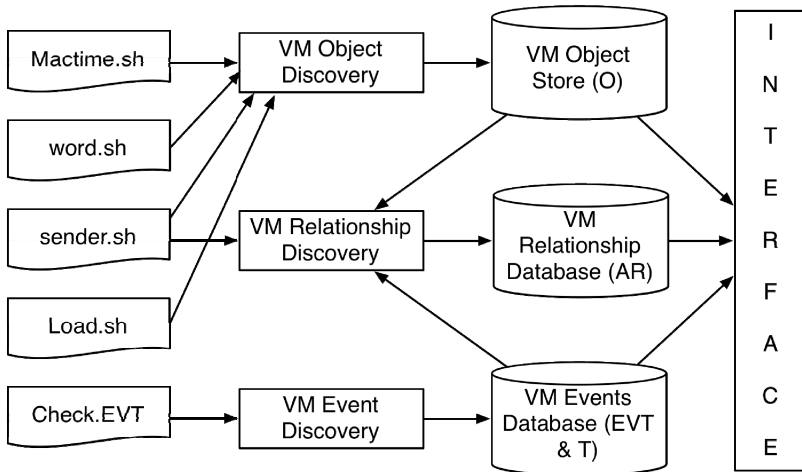 Mactime.sh
word.sh
sender.sh
Load.sh
Check.EVT
VM Object
Discovery
VM Relationship
Discovery
VM Event
Discovery
VM Object
Store (O)
VM
Relationship
Database (AR)
VM Events
Database (EVT
& T)
I
N
T
E
R
F
A
C
E